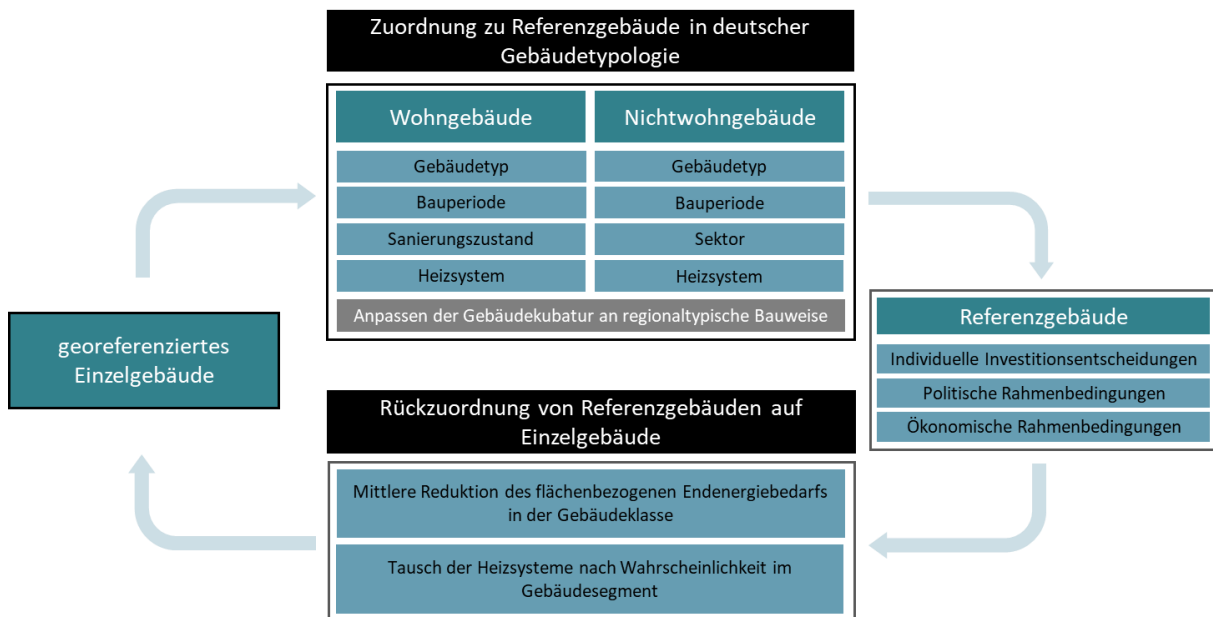 Zuordnung zu Referenzgebäude in deutscher
Gebäudetypologie
Wohngebäude
Nichtwohngebäude
Gebäudetyp
Gebäudetyp
Bauperiode
Bauperiode
Sanierungszustand
Sektor
Heizsystem
Heizsystem
Anpassen der Gebäudekubatur an regionaltypische Bauweise
georeferenziertes
Einzelgebäude
Referenzgebäude
Individuelle Investitionsentscheidungen
Politische Rahmenbedingungen
Ökonomische Rahmenbedingungen
Rückzuordnung von Referenzgebäuden auf
Einzelgebäude
Mittlere Reduktion des flächenbezogenen Endenergiebedarfs
in der Gebäudeklasse
Tausch der Heizsysteme nach Wahrscheinlichkeit im
Gebäudesegment